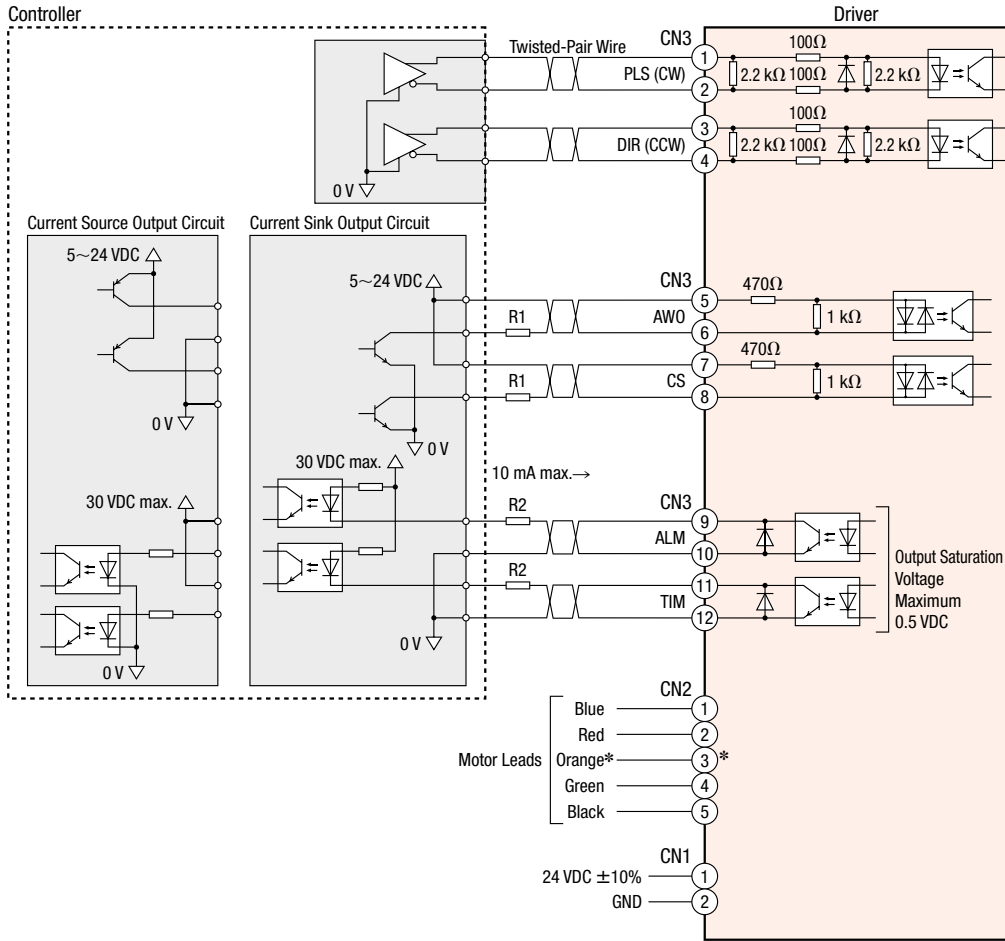 Controller
Driver
Twisted-Pair Wire
CN3
1
PLS (CW)
2
100Ω
2.2 kΩ
100Ω
2.2 kΩ
3
DIR (CCW)
4
100Ω
2.2 kΩ
100Ω
2.2 kΩ
0 V
Current Source Output Circuit
5~24 VDC
0 V
30 VDC max.
0 V
Current Sink Output Circuit
5~24 VDC
0 V
30 VDC max.
0 V
R1
R1
CN3
5
AWO
6
470Ω
1 kΩ
7
CS
8
470Ω
1 kΩ
10 mA max.→
R2
R2
CN3
9
ALM
10
11
TIM
12
Output Saturation
Voltage
Maximum
0.5 VDC
CN2
Motor Leads
Blue
1
Red
2
Orange*
3
*
Green
4
Black
5
CN1
24 VDC ±10%
1
GND
2